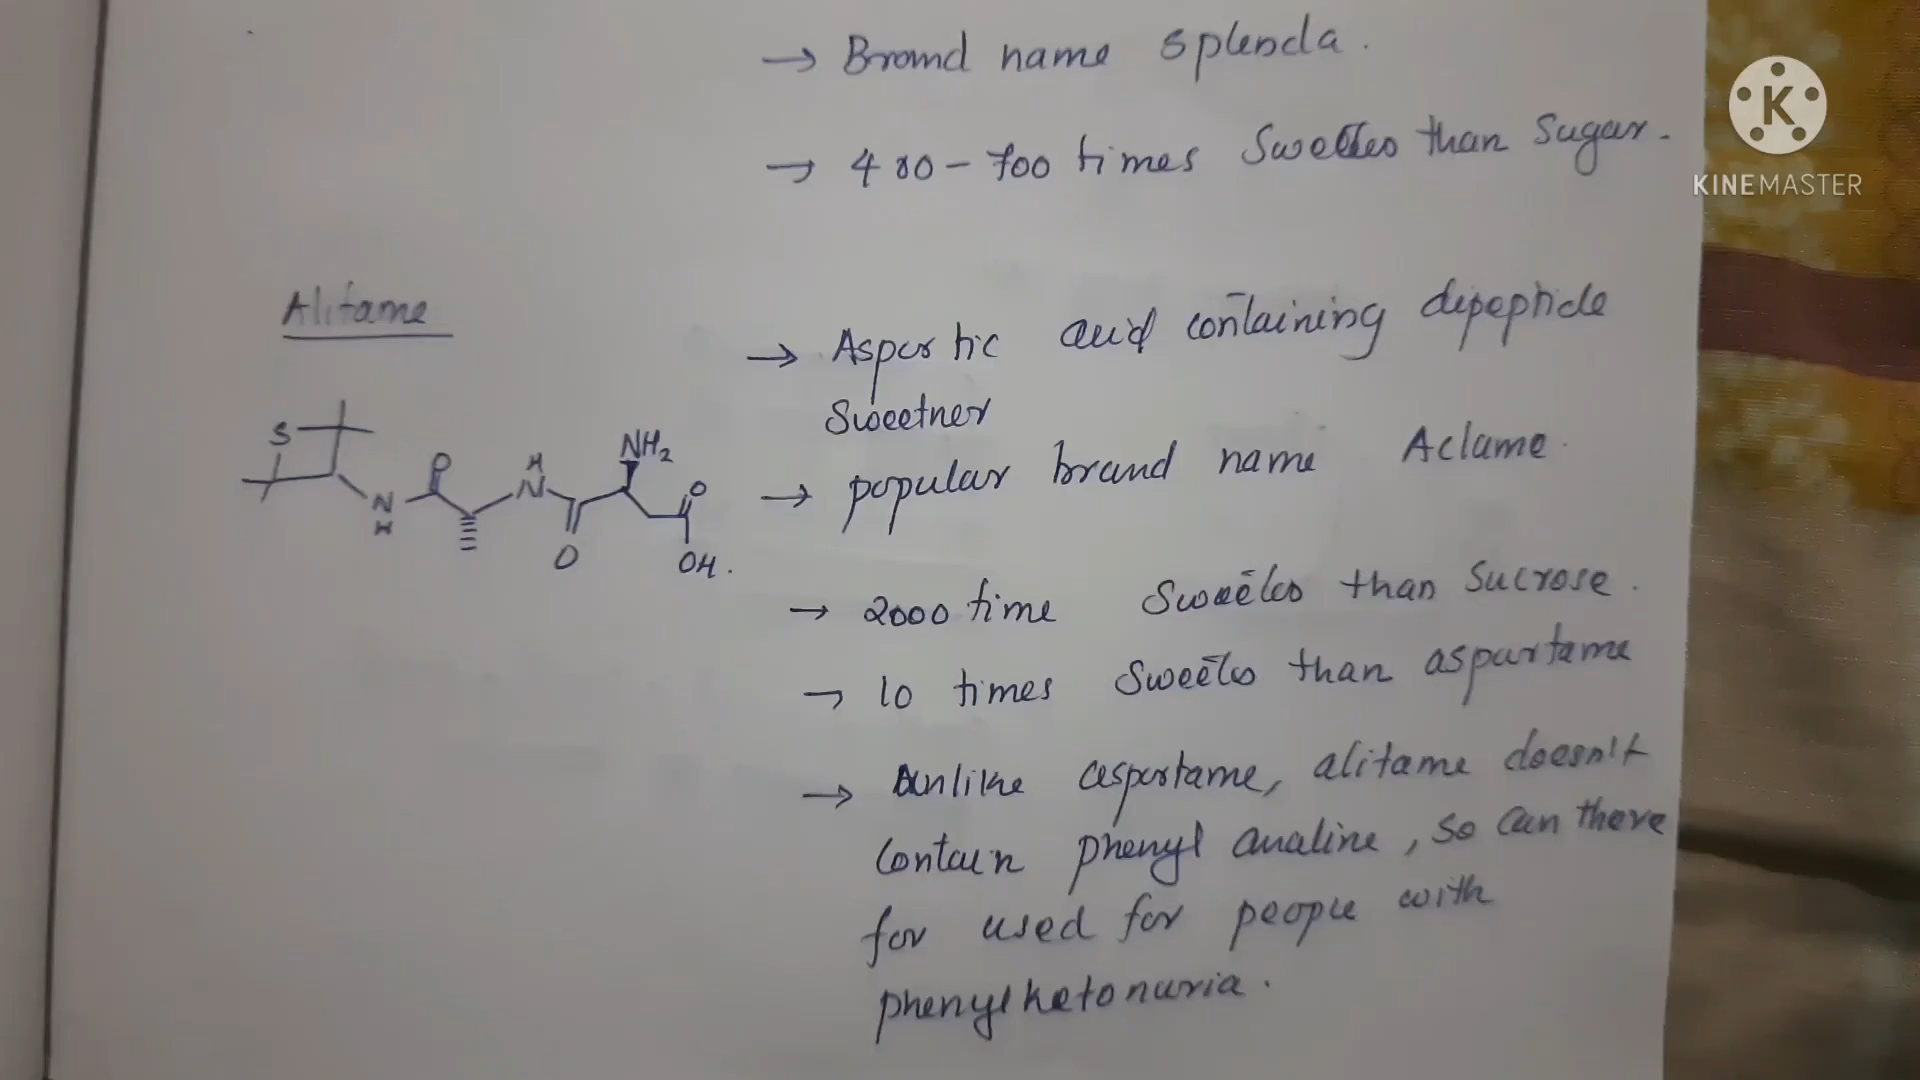 → Brand name splenda.
→ 400-700 times Sweeter than Sugar.
Alitame
→ Aspartic acid containing dipeptide
Sweetner
→ popular brand name Aclame.
→ 2000 time Sweeter than Sucrose.
→ 10 times Sweeter than aspartame
→ Unlike aspartame, alitame doesn't
contain phenyl analine, so can there
for used for people with
phenylketonuria.
S
O
N
H
H
N
O
NH2
O
OH.
K
KINEMASTER